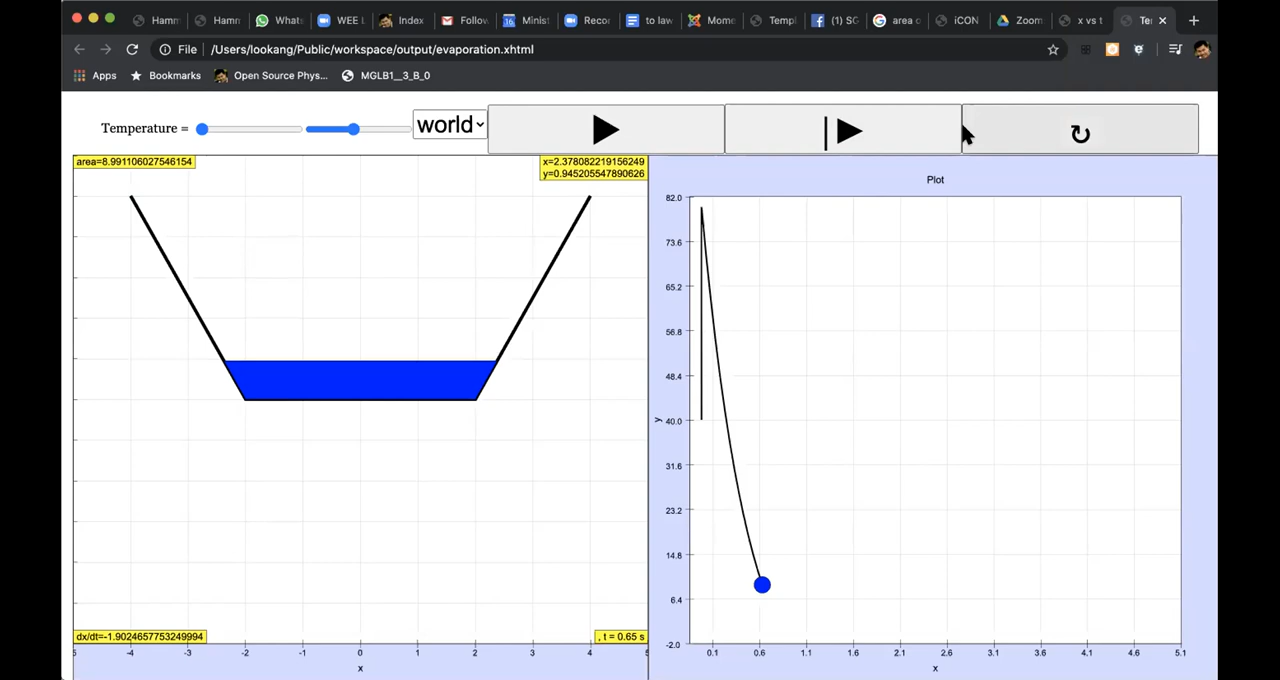 Hamm Hamm Whats WEE L Index Follow 16 Minist Recor to law Mome Templ (1) SG area o iCON Zoom x vs t Te
File /Users/lookang/Public/workspace/output/evaporation.xhtml
Apps Bookmarks Open Source Phys... MGLB1__3_B_0
Temperature = world
area=8.991106027546154
x=2.378082219156249
y=0.945205547890626
dx/dt=-1.9024657753249994
, t = 0.65 s
-4 -3 -2 -1 0 1 2 3 4
x
Plot
82.0
73.6
65.2
56.8
48.4
y 40.0
31.6
23.2
14.8
6.4
-2.0
0.1 0.6 1.1 1.6 2.1 2.6 3.1 3.6 4.1 4.6 5.1
x